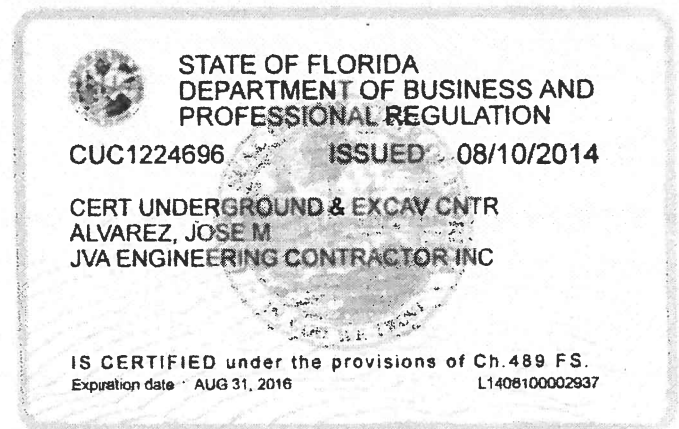 STATE OF FLORIDA
DEPARTMENT OF BUSINESS AND
PROFESSIONAL REGULATION
CUC1224696 ISSUED: 08/10/2014
CERT UNDERGROUND & EXCAV CNTR
ALVAREZ, JOSE M
JVA ENGINEERING CONTRACTOR INC
IS CERTIFIED under the provisions of Ch.489 FS.
Expiration date : AUG 31, 2016 L1408100002937